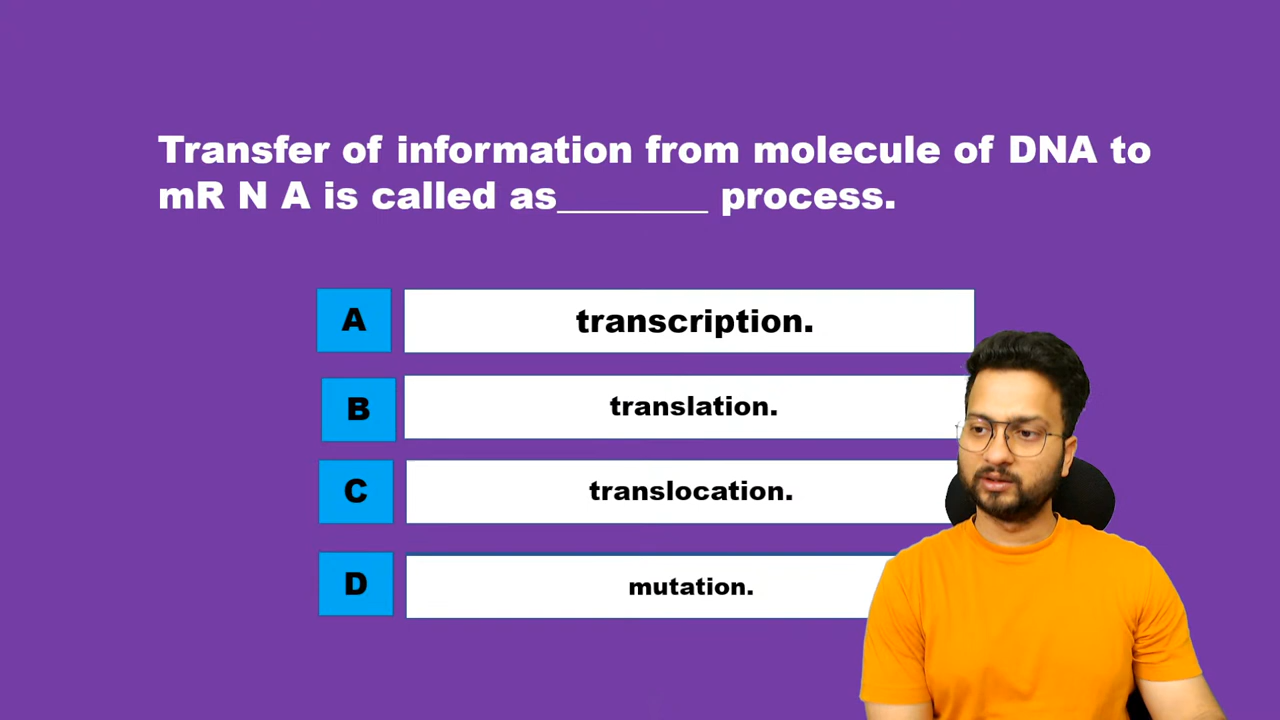 Transfer of information from molecule of DNA to
mR N A is called as________ process.
A
transcription.
B
translation.
C
translocation.
D
mutation.